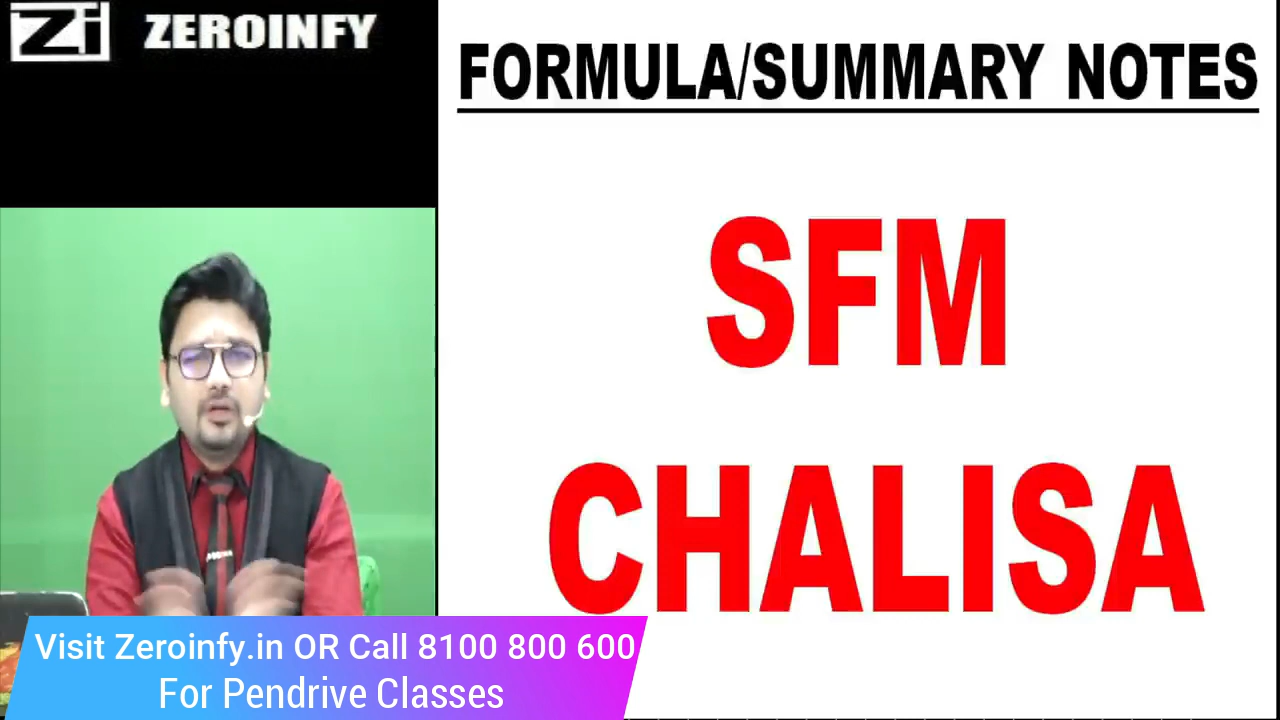 Zi ZEROINFY
FORMULA/SUMMARY NOTES
SFM
CHALISA
Visit Zeroinfy.in OR Call 8100 800 600
For Pendrive Classes